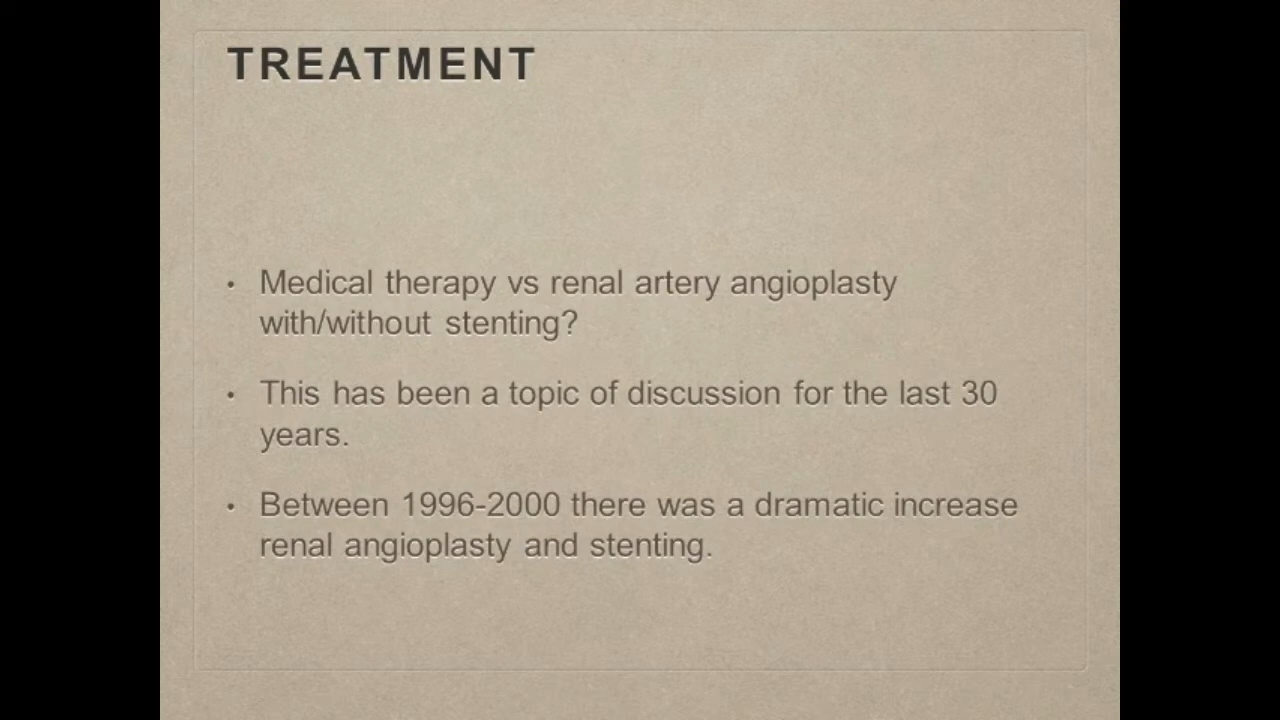 TREATMENT
• Medical therapy vs renal artery angioplasty
with/without stenting?
• This has been a topic of discussion for the last 30
years.
• Between 1996-2000 there was a dramatic increase
renal angioplasty and stenting.